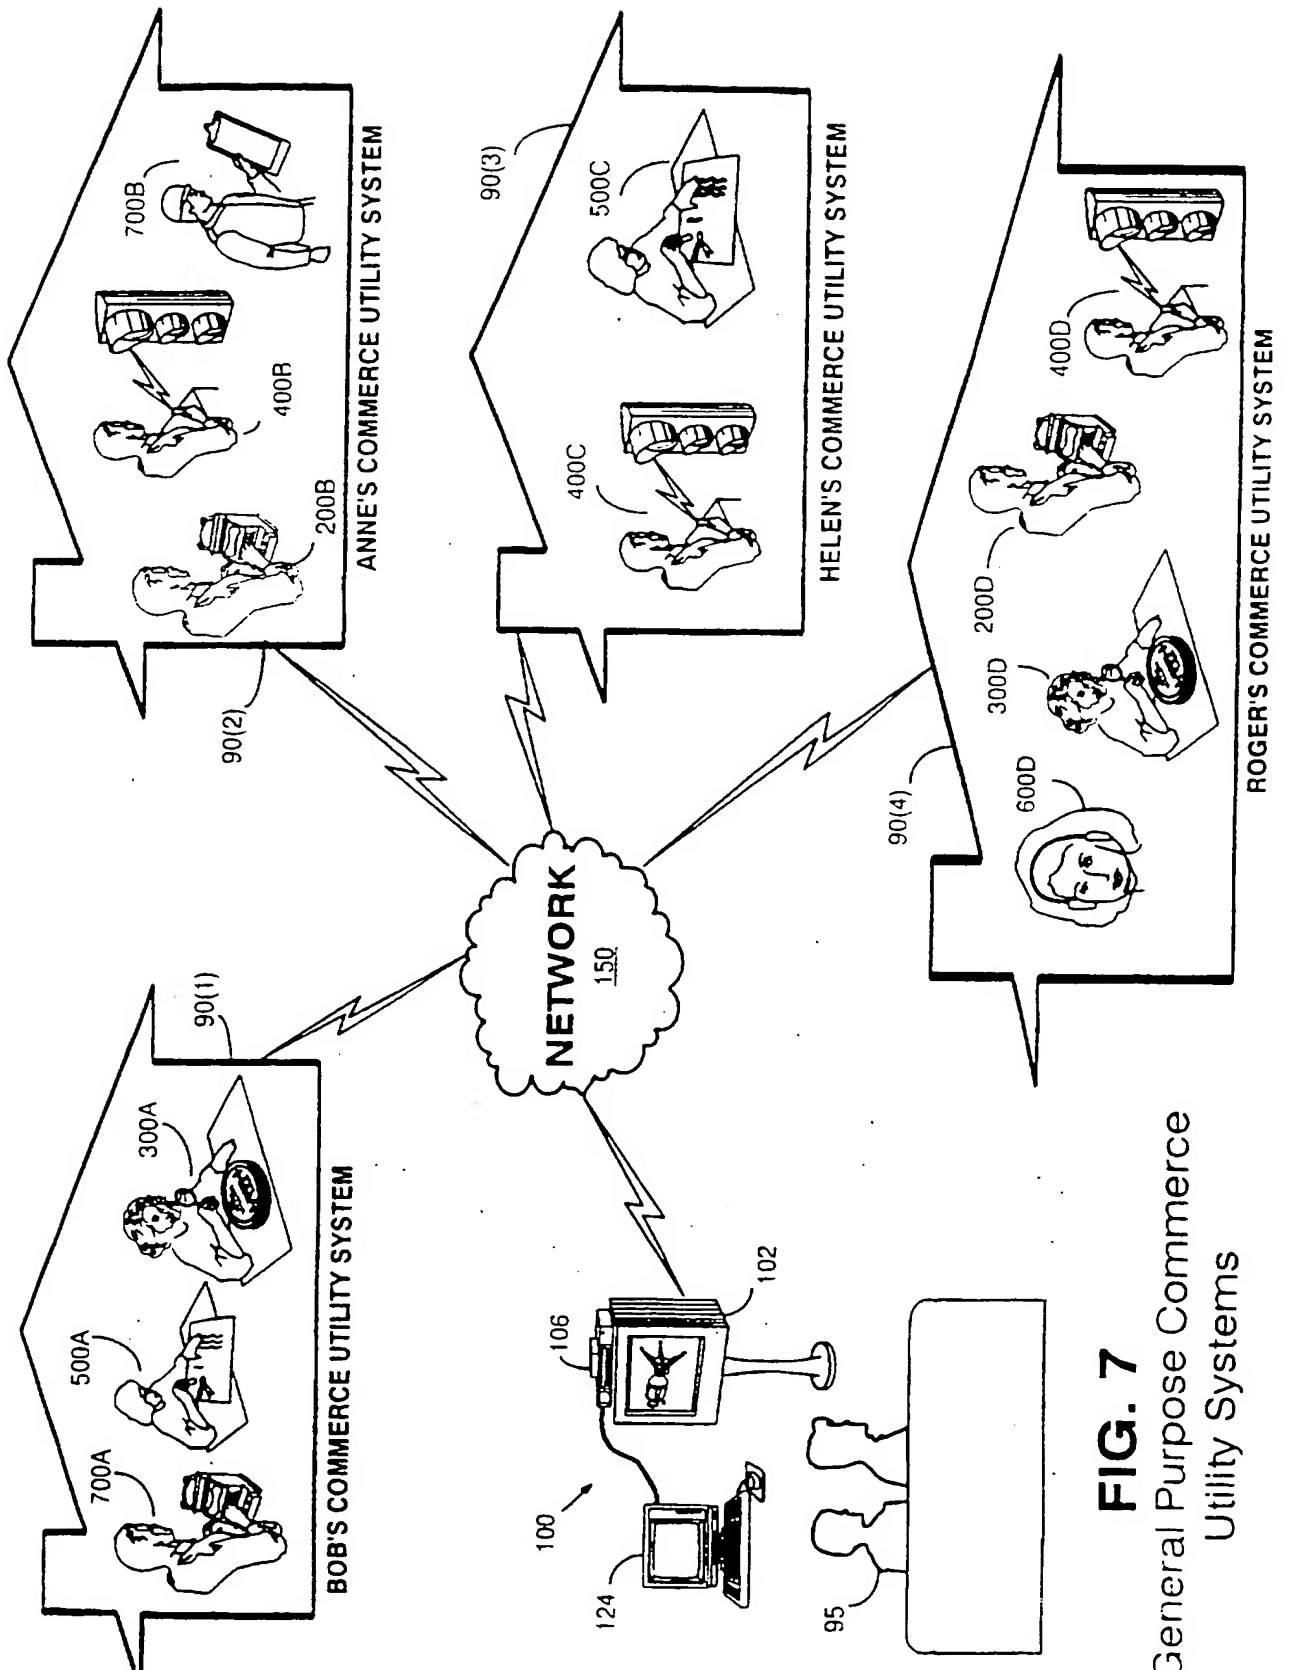 700A
500A
300A
90(1)
BOB'S COMMERCE UTILITY SYSTEM
90(2)
200B
400B
700B
ANNE'S COMMERCE UTILITY SYSTEM
124
100
106
102
95
NETWORK
150
400C
500C
90(3)
HELEN'S COMMERCE UTILITY SYSTEM
90(4)
600D
300D
200D
400D
ROGER'S COMMERCE UTILITY SYSTEM
FIG. 7
General Purpose Commerce
Utility Systems